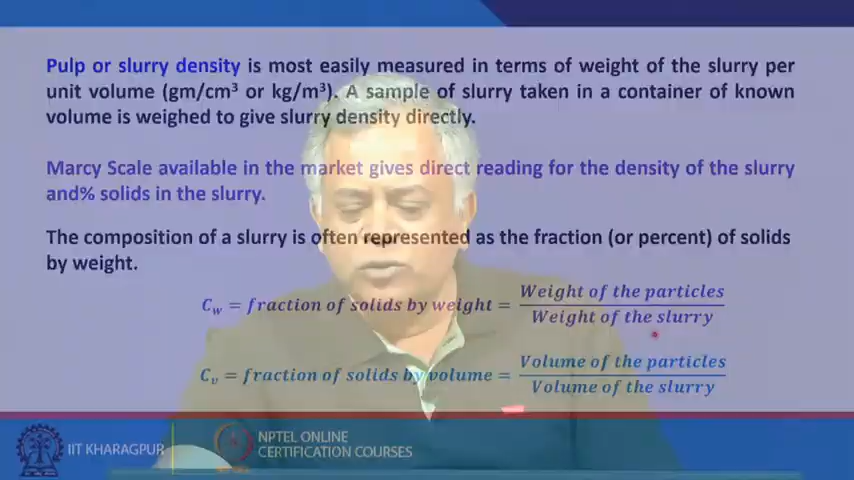 Pulp or slurry density is most easily measured in terms of weight of the slurry per
unit volume (gm/cm³ or kg/m³). A sample of slurry taken in a container of known
volume is weighed to give slurry density directly.
Marcy Scale available in the market gives direct reading for the density of the slurry
and% solids in the slurry.
The composition of a slurry is often represented as the fraction (or percent) of solids
by weight.
C_w = fraction of solids by weight = Weight of the particles / Weight of the slurry
C_v = fraction of solids by volume = Volume of the particles / Volume of the slurry
IIT KHARAGPUR
NPTEL ONLINE
CERTIFICATION COURSES